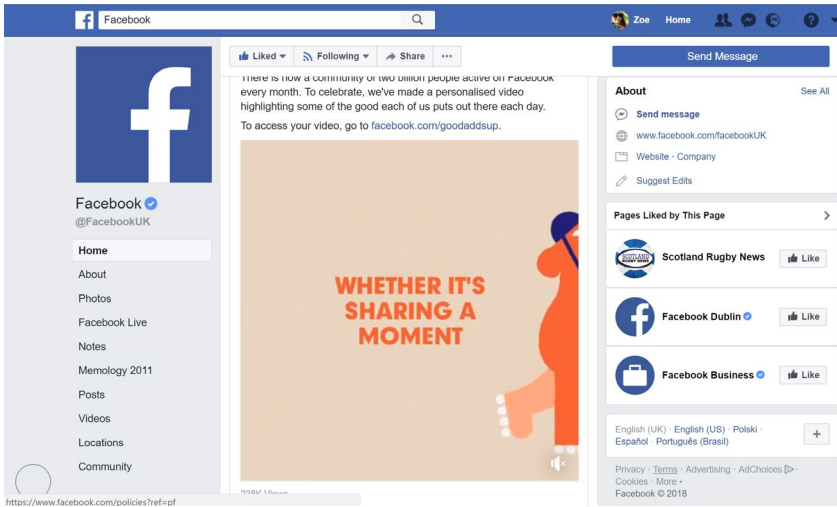 Facebook
Zoe Home
Liked Following Share ...
Send Message
Facebook
@FacebookUK
Home
About
Photos
Facebook Live
Notes
Memology 2011
Posts
Videos
Locations
Community
There is now a community of two billion people active on Facebook
every month. To celebrate, we've made a personalised video
highlighting some of the good each of us puts out there each day.
To access your video, go to facebook.com/goodaddsup.
WHETHER IT'S
SHARING A
MOMENT
228K Views
About See All
Send message
www.facebook.com/facebookUK
Website · Company
Suggest Edits
Pages Liked by This Page
SCOTLAND
RUGBY NEWS
Scotland Rugby News Like
Facebook Dublin Like
Facebook Business Like
English (UK) · English (US) · Polski ·
Español · Português (Brasil)
Privacy · Terms · Advertising · AdChoices ·
Cookies · More
Facebook © 2018
https://www.facebook.com/policies?ref=pf